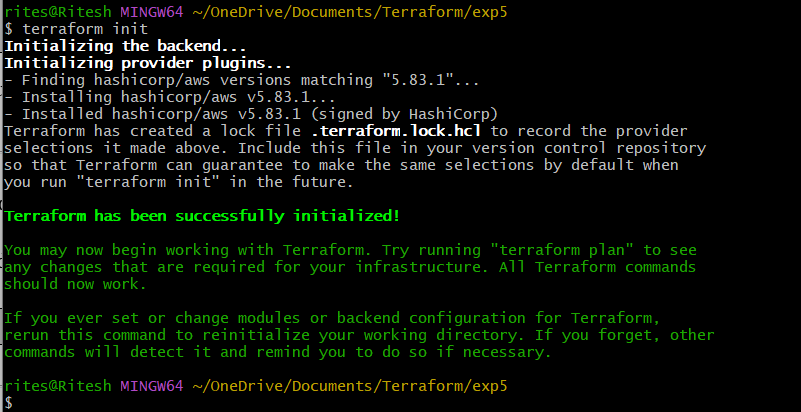 rites@Ritesh MINGW64 ~/OneDrive/Documents/Terraform/exp5
$ terraform init
Initializing the backend...
Initializing provider plugins...
- Finding hashicorp/aws versions matching "5.83.1"...
- Installing hashicorp/aws v5.83.1...
- Installed hashicorp/aws v5.83.1 (signed by HashiCorp)
Terraform has created a lock file .terraform.lock.hcl to record the provider
selections it made above. Include this file in your version control repository
so that Terraform can guarantee to make the same selections by default when
you run "terraform init" in the future.
Terraform has been successfully initialized!
You may now begin working with Terraform. Try running "terraform plan" to see
any changes that are required for your infrastructure. All Terraform commands
should now work.
If you ever set or change modules or backend configuration for Terraform,
rerun this command to reinitialize your working directory. If you forget, other
commands will detect it and remind you to do so if necessary.
rites@Ritesh MINGW64 ~/OneDrive/Documents/Terraform/exp5
$